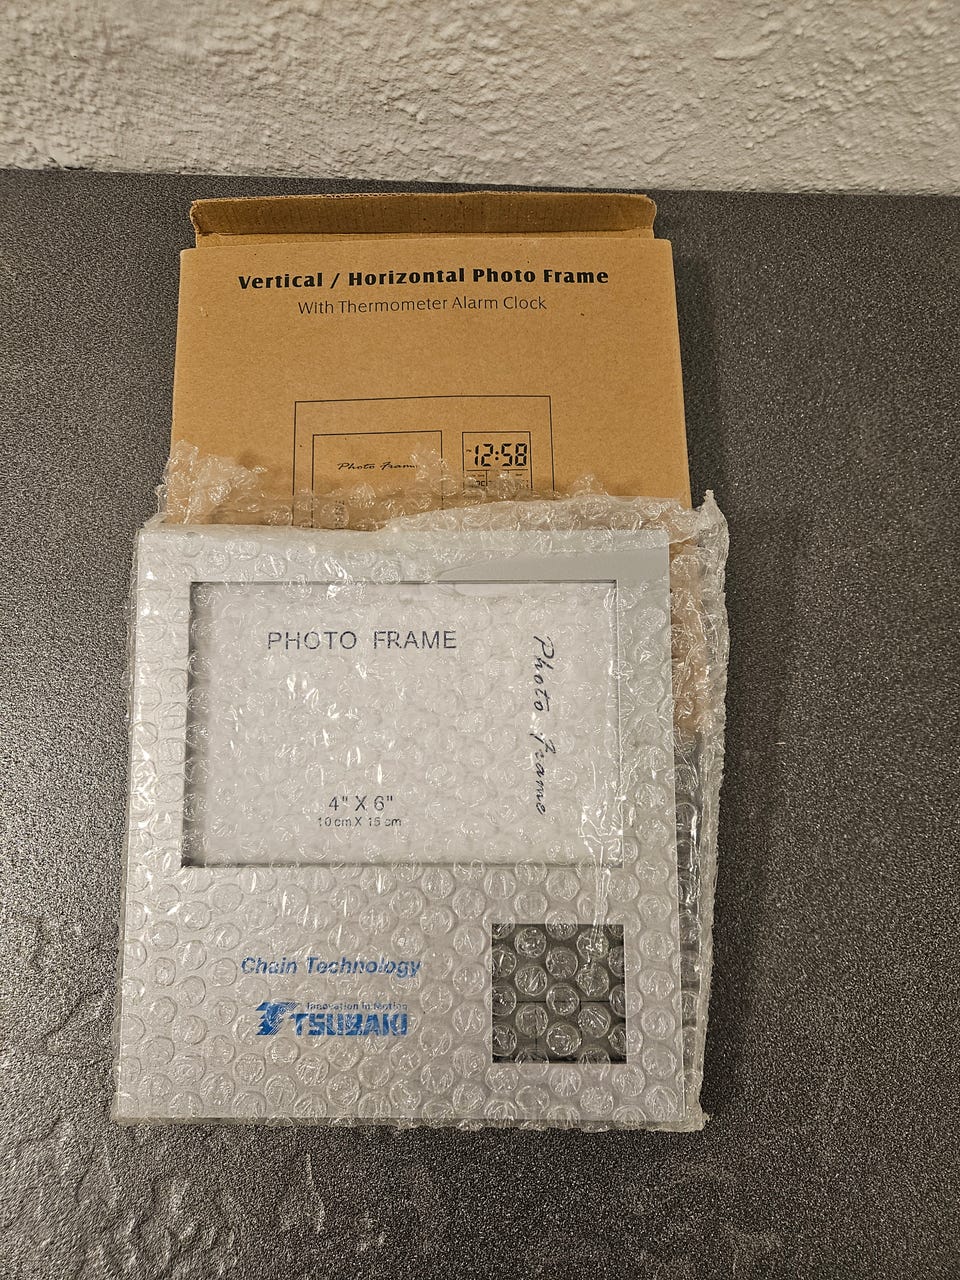 Vertical / Horizontal Photo Frame
With Thermometer Alarm Clock
Photo Frame
12:58
PHOTO FRAME
Photo Frame
4" X 6"
10 cm X 15 cm
Chain Technology
Innovation in Motion
TSUBAKI